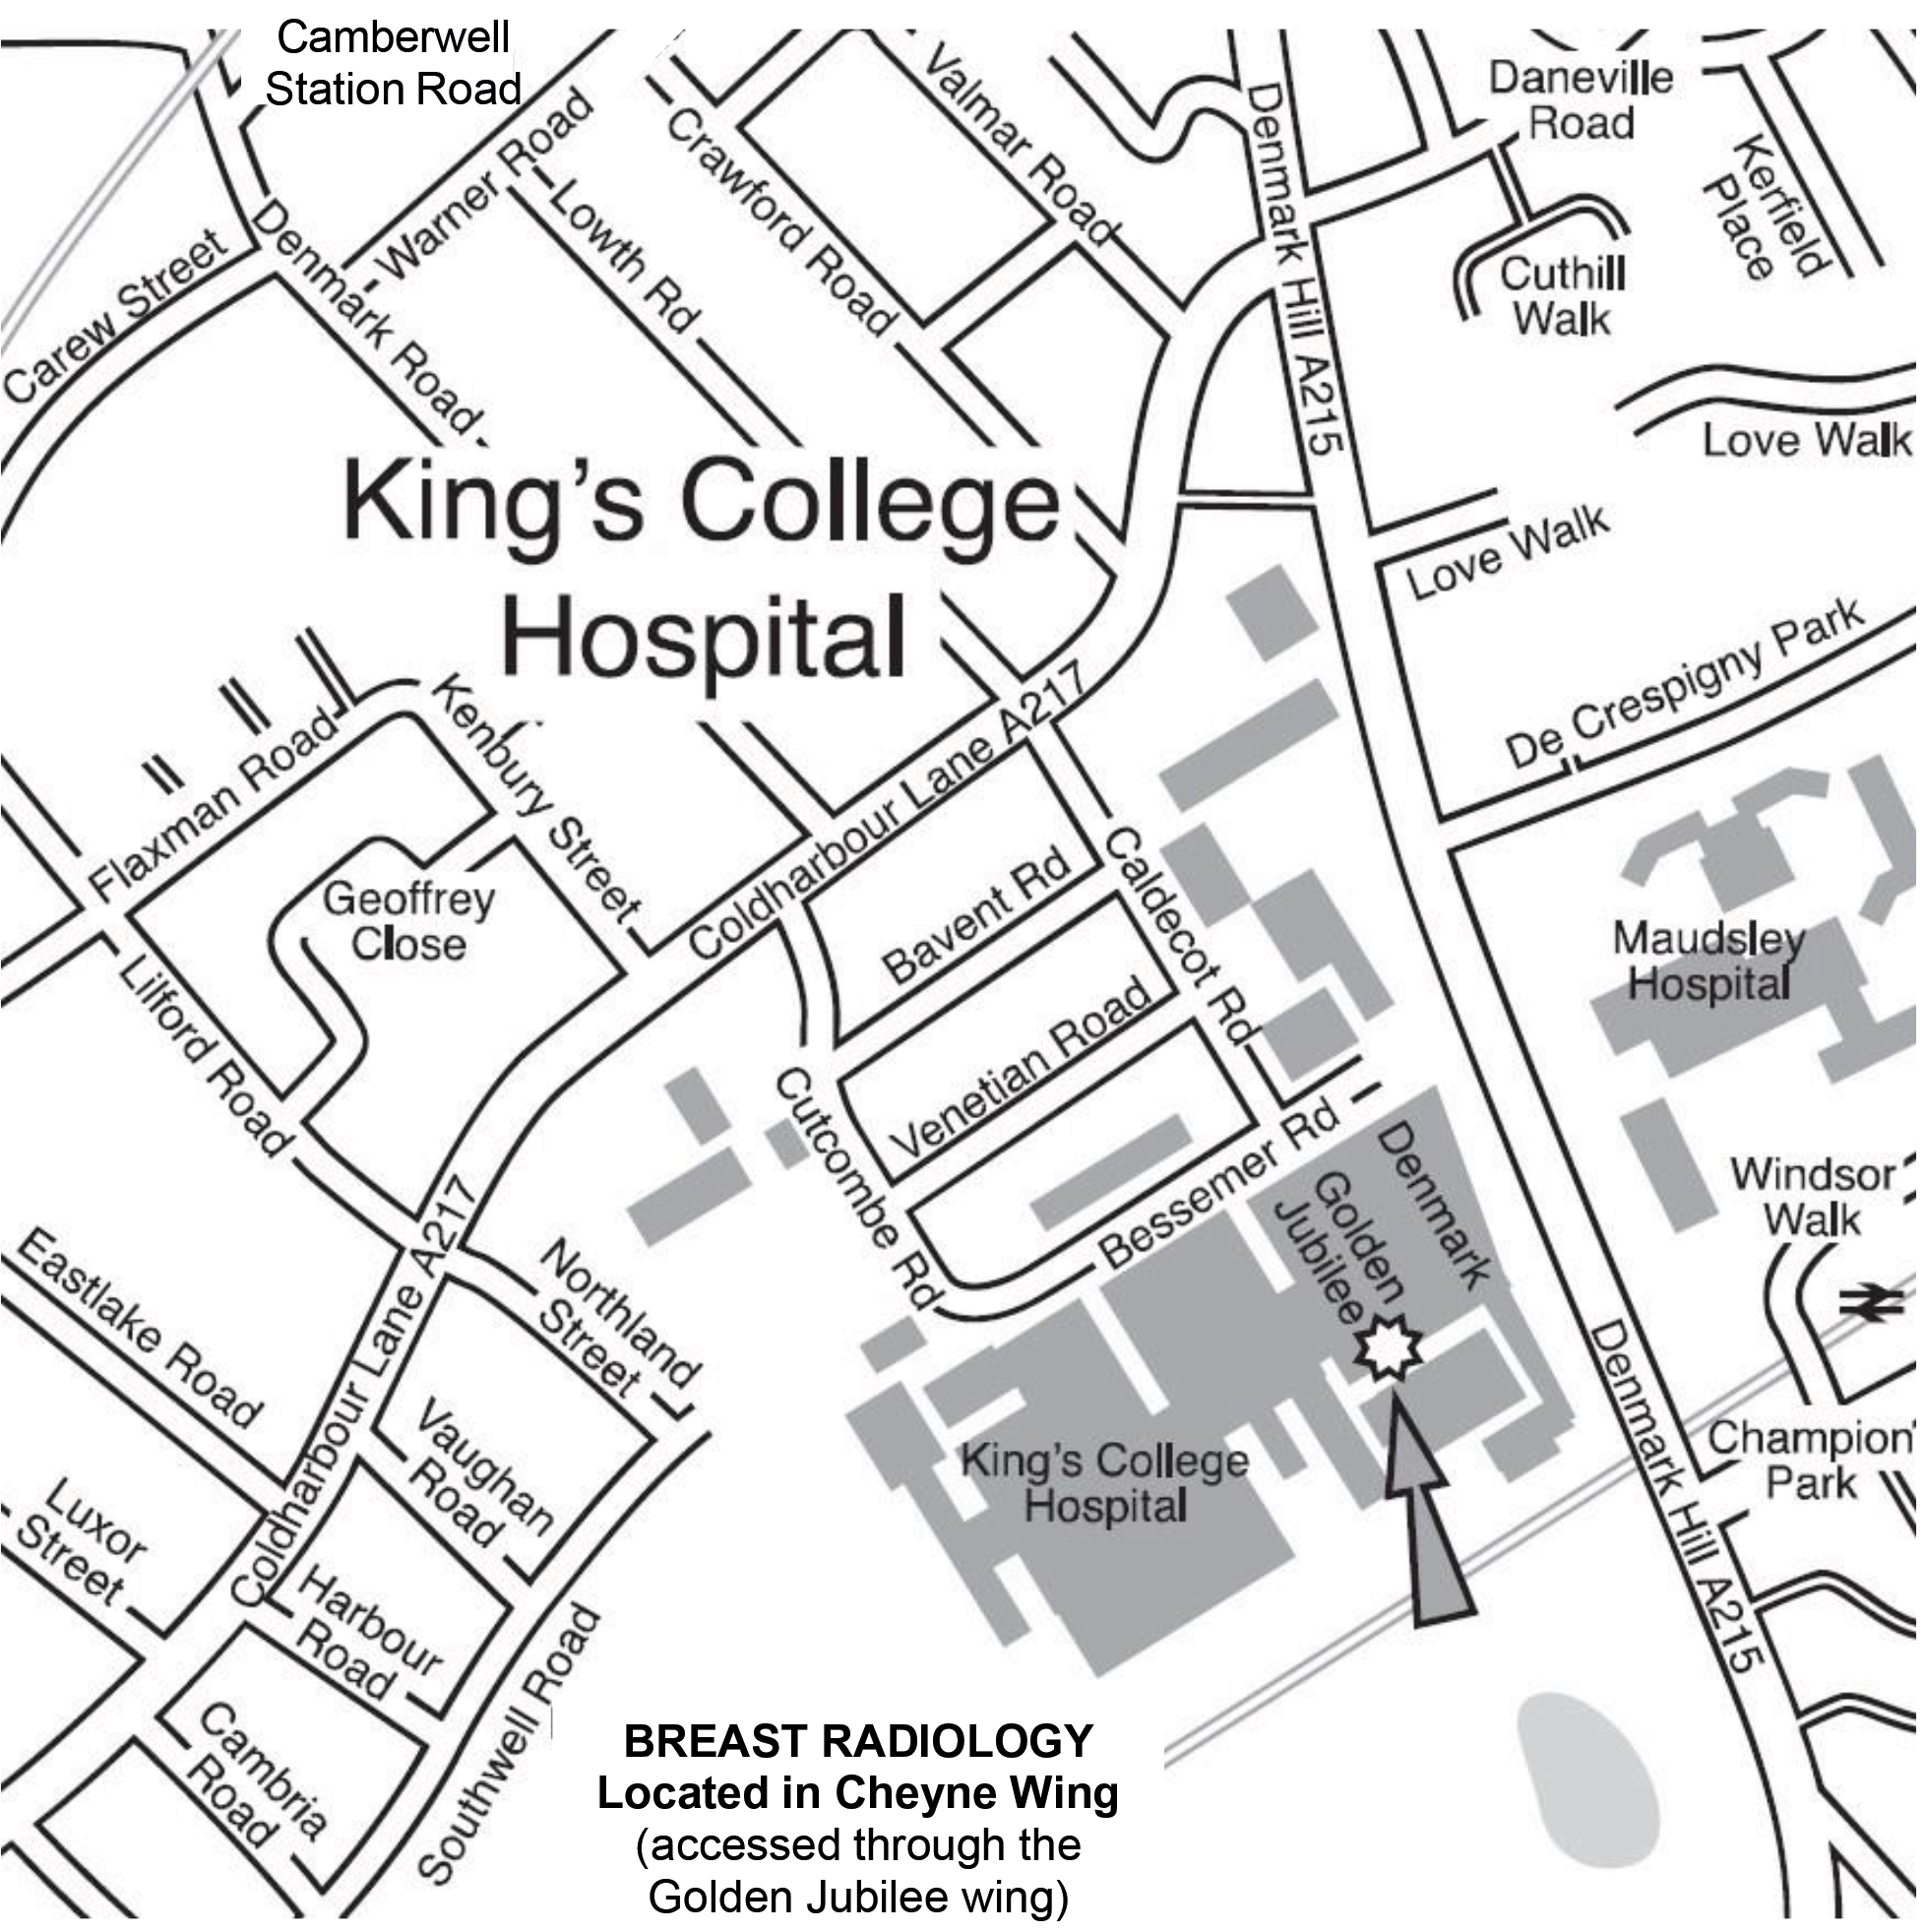 Camberwell
Station Road
Warner Road
Lowth Rd
Crawford Road
Valmar Road
Denmark Hill A215
Daneville
Road
Kerfield
Place
Cuthill
Walk
Love Walk
Carew Street
Denmark Road
King's College
Hospital
Love Walk
De Crespigny Park
Flaxman Road
Kenbury Street
Geoffrey
Close
Coldharbour Lane A217
Bavent Rd
Caldecot Rd
Venetian Road
Maudsley
Hospital
Lilford Road
Cutcombe Rd
Bessemer Rd
Denmark
Golden
Jubilee
Windsor
Walk
Eastlake Road
Northland
Street
Coldharbour Lane A217
Vaughan
Road
King's College
Hospital
Denmark Hill A215
Champion
Park
Luxor
Street
Harbour
Road
Cambria
Road
Southwell Road
BREAST RADIOLOGY
Located in Cheyne Wing
(accessed through the
Golden Jubilee wing)